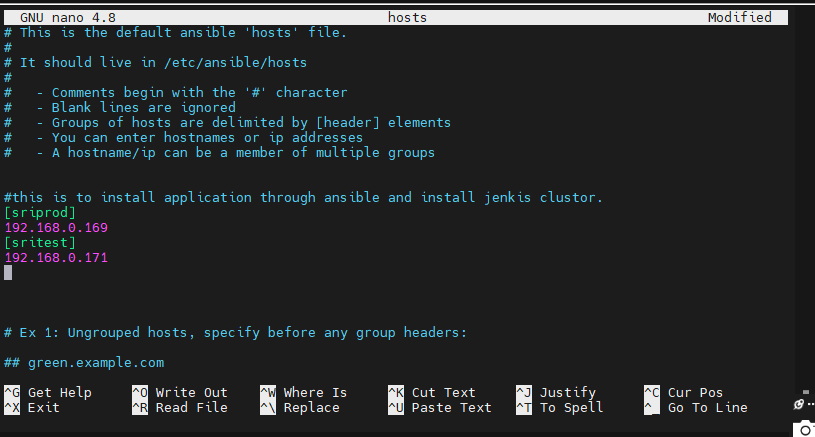 GNU nano 4.8 hosts Modified
# This is the default ansible 'hosts' file.
#
# It should live in /etc/ansible/hosts
#
#   - Comments begin with the '#' character
#   - Blank lines are ignored
#   - Groups of hosts are delimited by [header] elements
#   - You can enter hostnames or ip addresses
#   - A hostname/ip can be a member of multiple groups
#this is to install application through ansible and install jenkis clustor.
[sriprod]
192.168.0.169
[sritest]
192.168.0.171
# Ex 1: Ungrouped hosts, specify before any group headers:
## green.example.com
^G Get Help ^O Write Out ^W Where Is ^K Cut Text ^J Justify ^C Cur Pos
^X Exit ^R Read File ^\ Replace ^U Paste Text ^T To Spell ^_ Go To Line